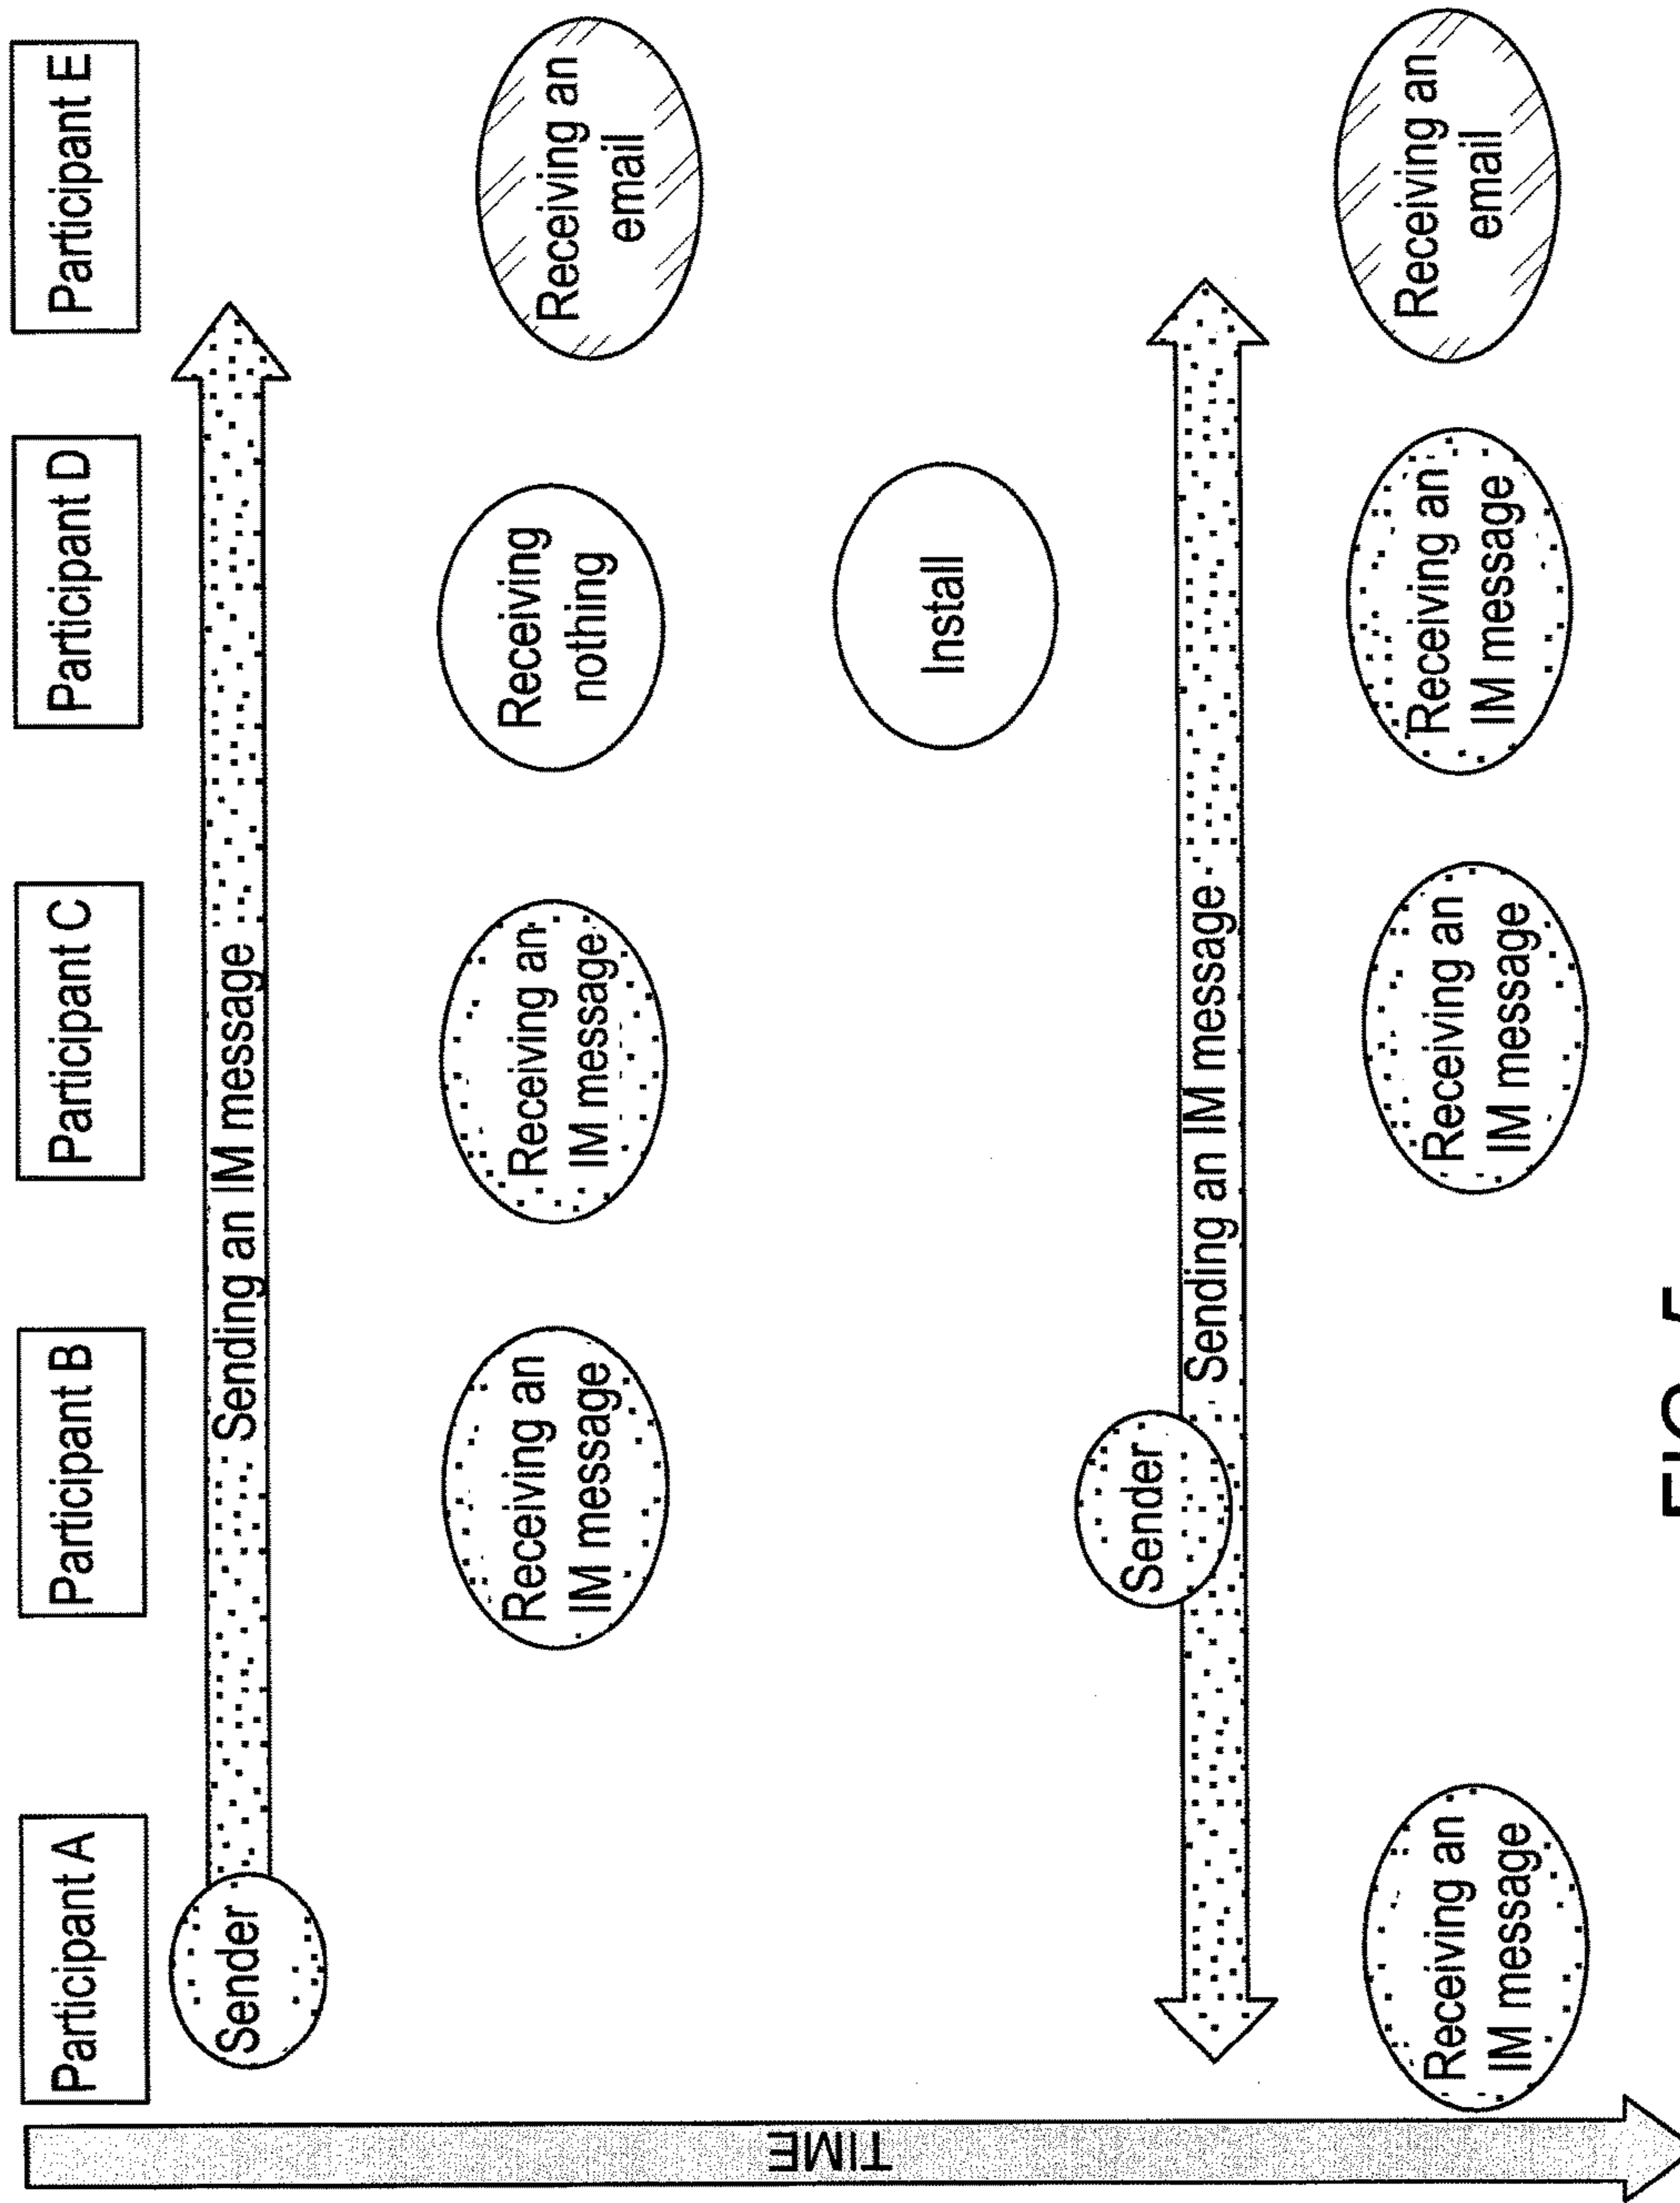 Participant A
Participant B
Participant C
Participant D
Participant E
Sender
Sending an IM message
Receiving an
IM message
Receiving an
IM message
Receiving
nothing
Receiving an
email
Install
Sender
Sending an IM message
Receiving an
IM message
Receiving an
IM message
Receiving an
IM message
Receiving an
email
TIME